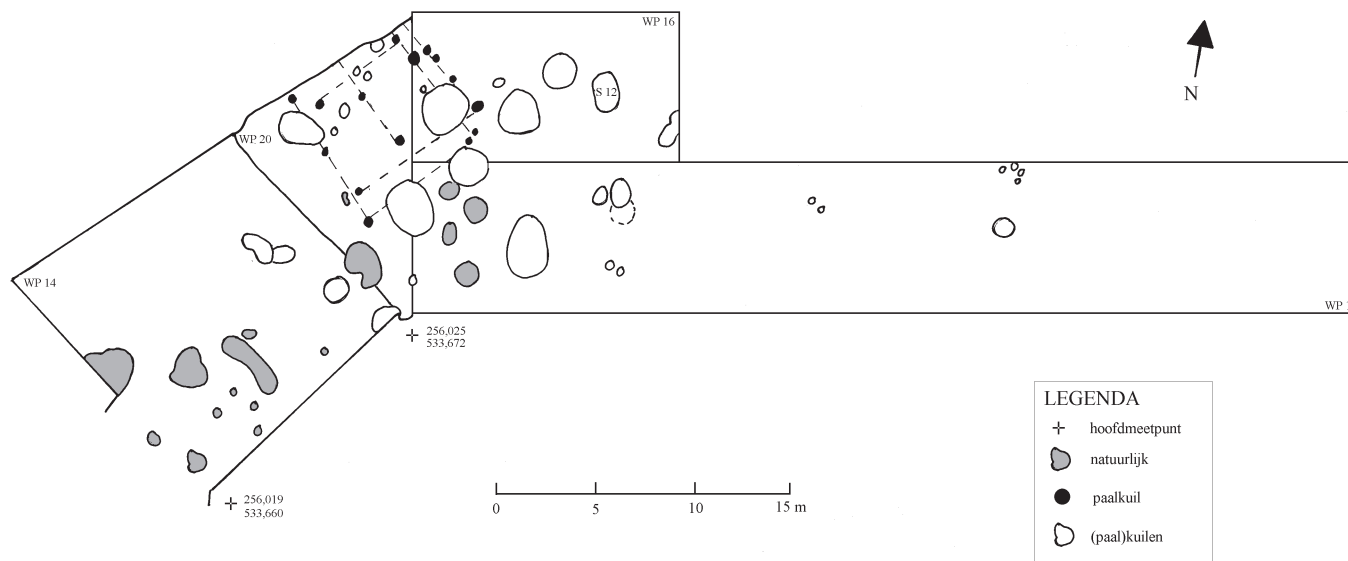 WP 16
S 12
N
WP 20
WP 14
WP
256,025
533,672
LEGENDA
hoofdmeetpunt
natuurlijk
paalkuil
(paal)kuilen
256,019
533,660
0
5
10
15 m